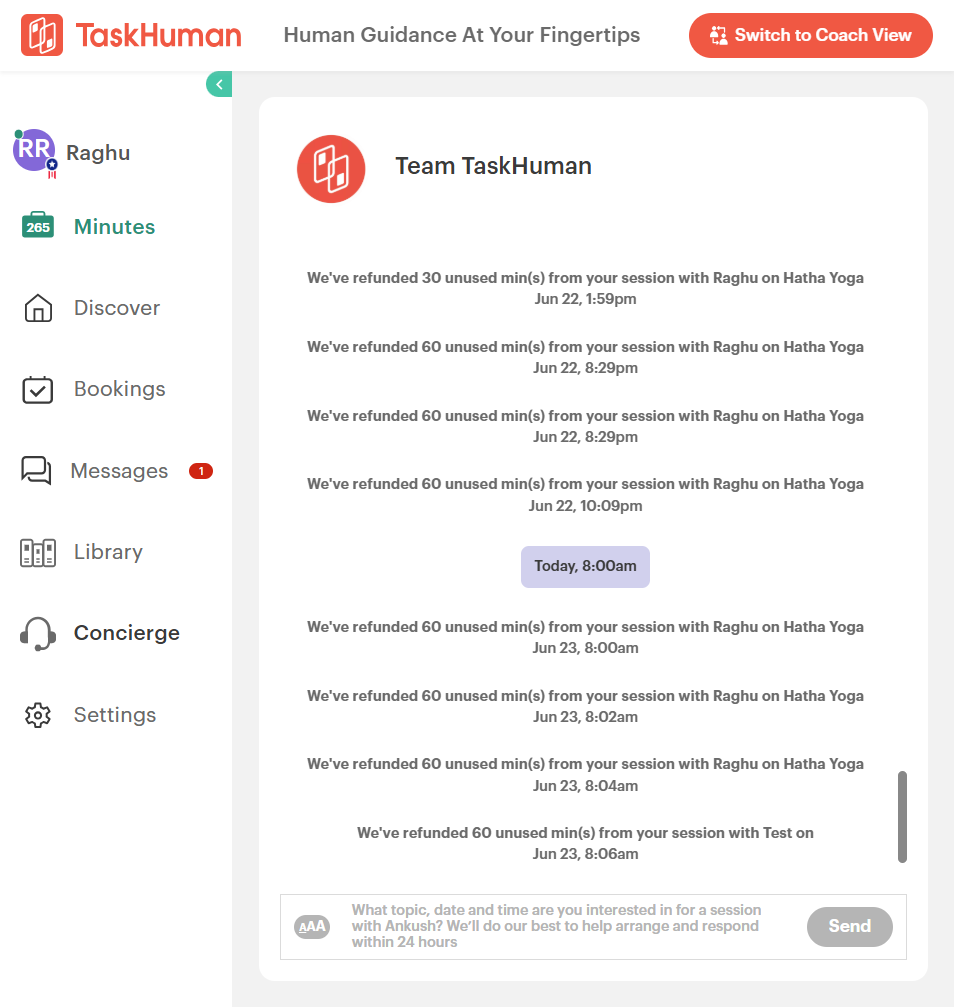 TaskHuman
Human Guidance At Your Fingertips
Switch to Coach View
RR
Raghu
265
Minutes
Discover
Bookings
Messages
1
Library
Concierge
Settings
Team TaskHuman
We've refunded 30 unused min(s) from your session with Raghu on Hatha Yoga
Jun 22, 1:59pm
We've refunded 60 unused min(s) from your session with Raghu on Hatha Yoga
Jun 22, 8:29pm
We've refunded 60 unused min(s) from your session with Raghu on Hatha Yoga
Jun 22, 8:29pm
We've refunded 60 unused min(s) from your session with Raghu on Hatha Yoga
Jun 22, 10:09pm
Today, 8:00am
We've refunded 60 unused min(s) from your session with Raghu on Hatha Yoga
Jun 23, 8:00am
We've refunded 60 unused min(s) from your session with Raghu on Hatha Yoga
Jun 23, 8:02am
We've refunded 60 unused min(s) from your session with Raghu on Hatha Yoga
Jun 23, 8:04am
We've refunded 60 unused min(s) from your session with Test on
Jun 23, 8:06am
AAA
What topic, date and time are you interested in for a session
with Ankush? We’ll do our best to help arrange and respond
within 24 hours
Send